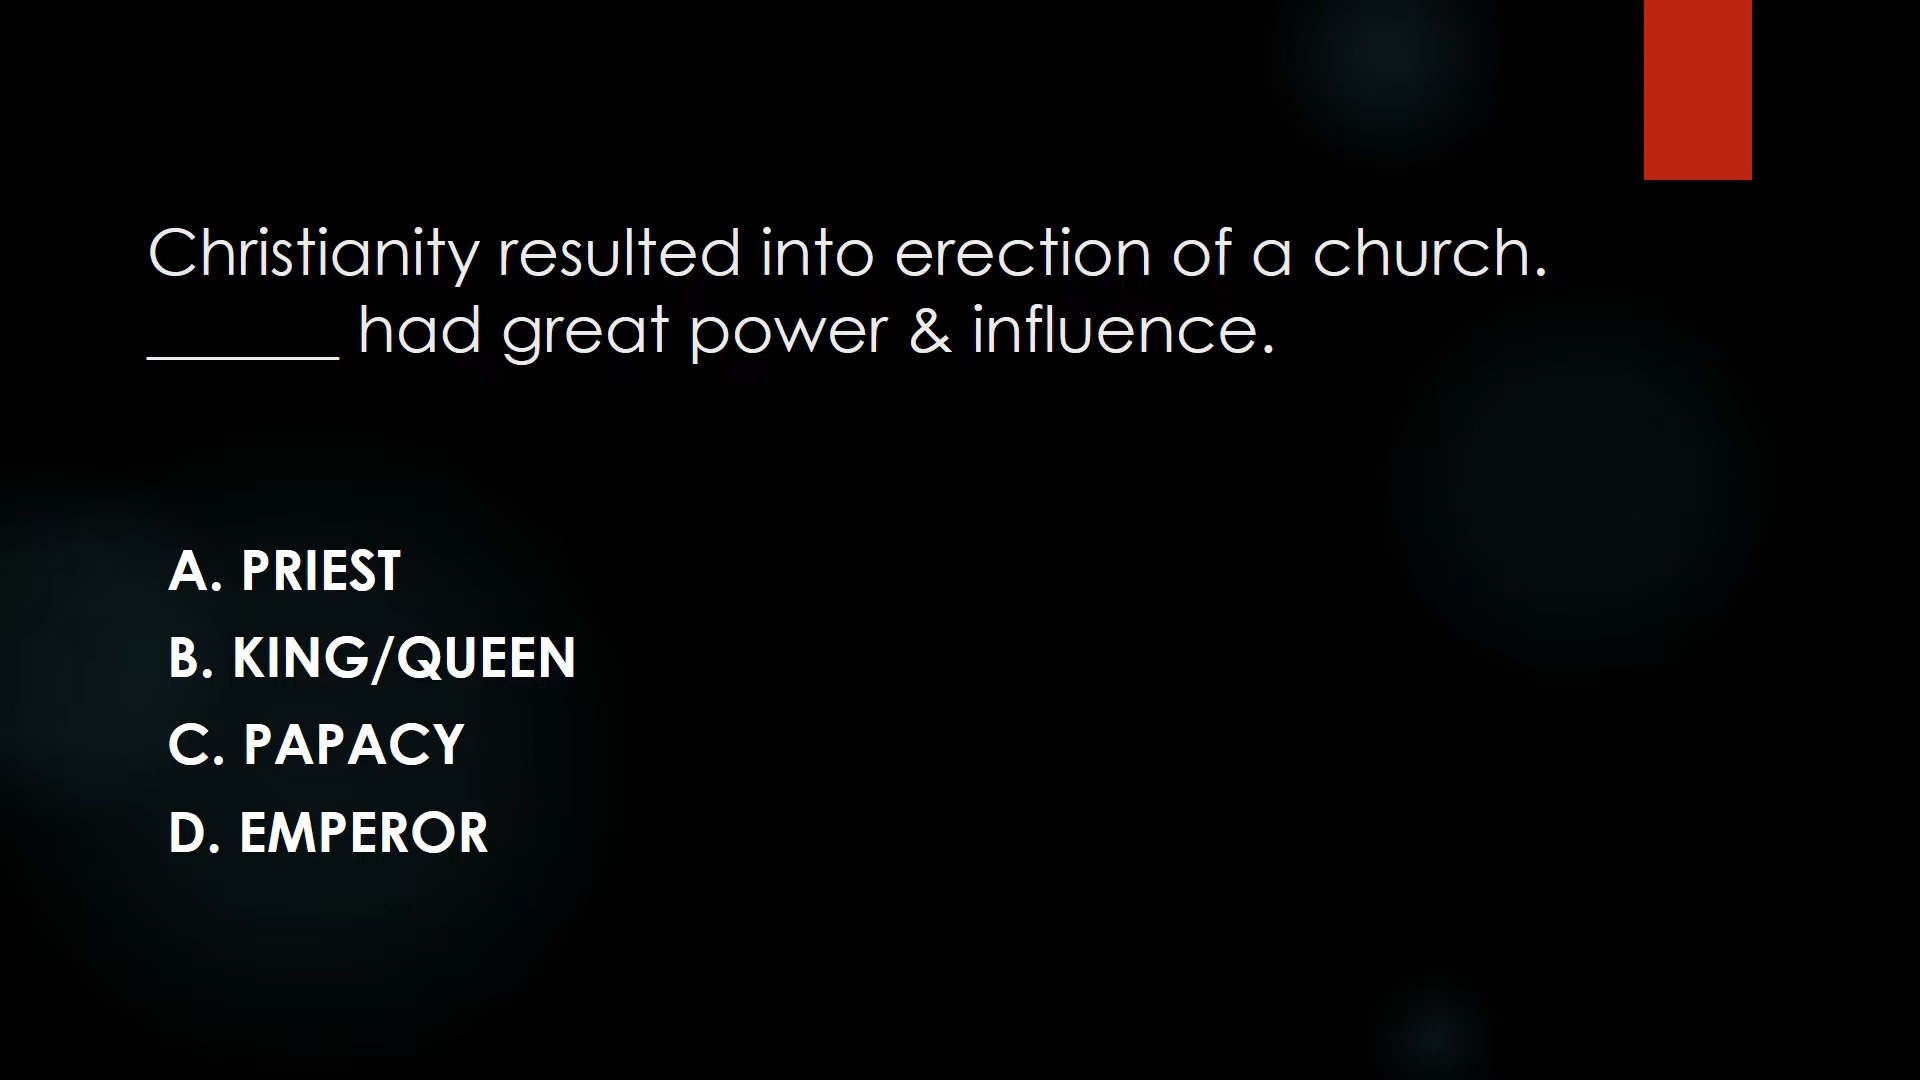 Christianity resulted into erection of a church.
______ had great power & influence.
A. PRIEST
B. KING/QUEEN
C. PAPACY
D. EMPEROR